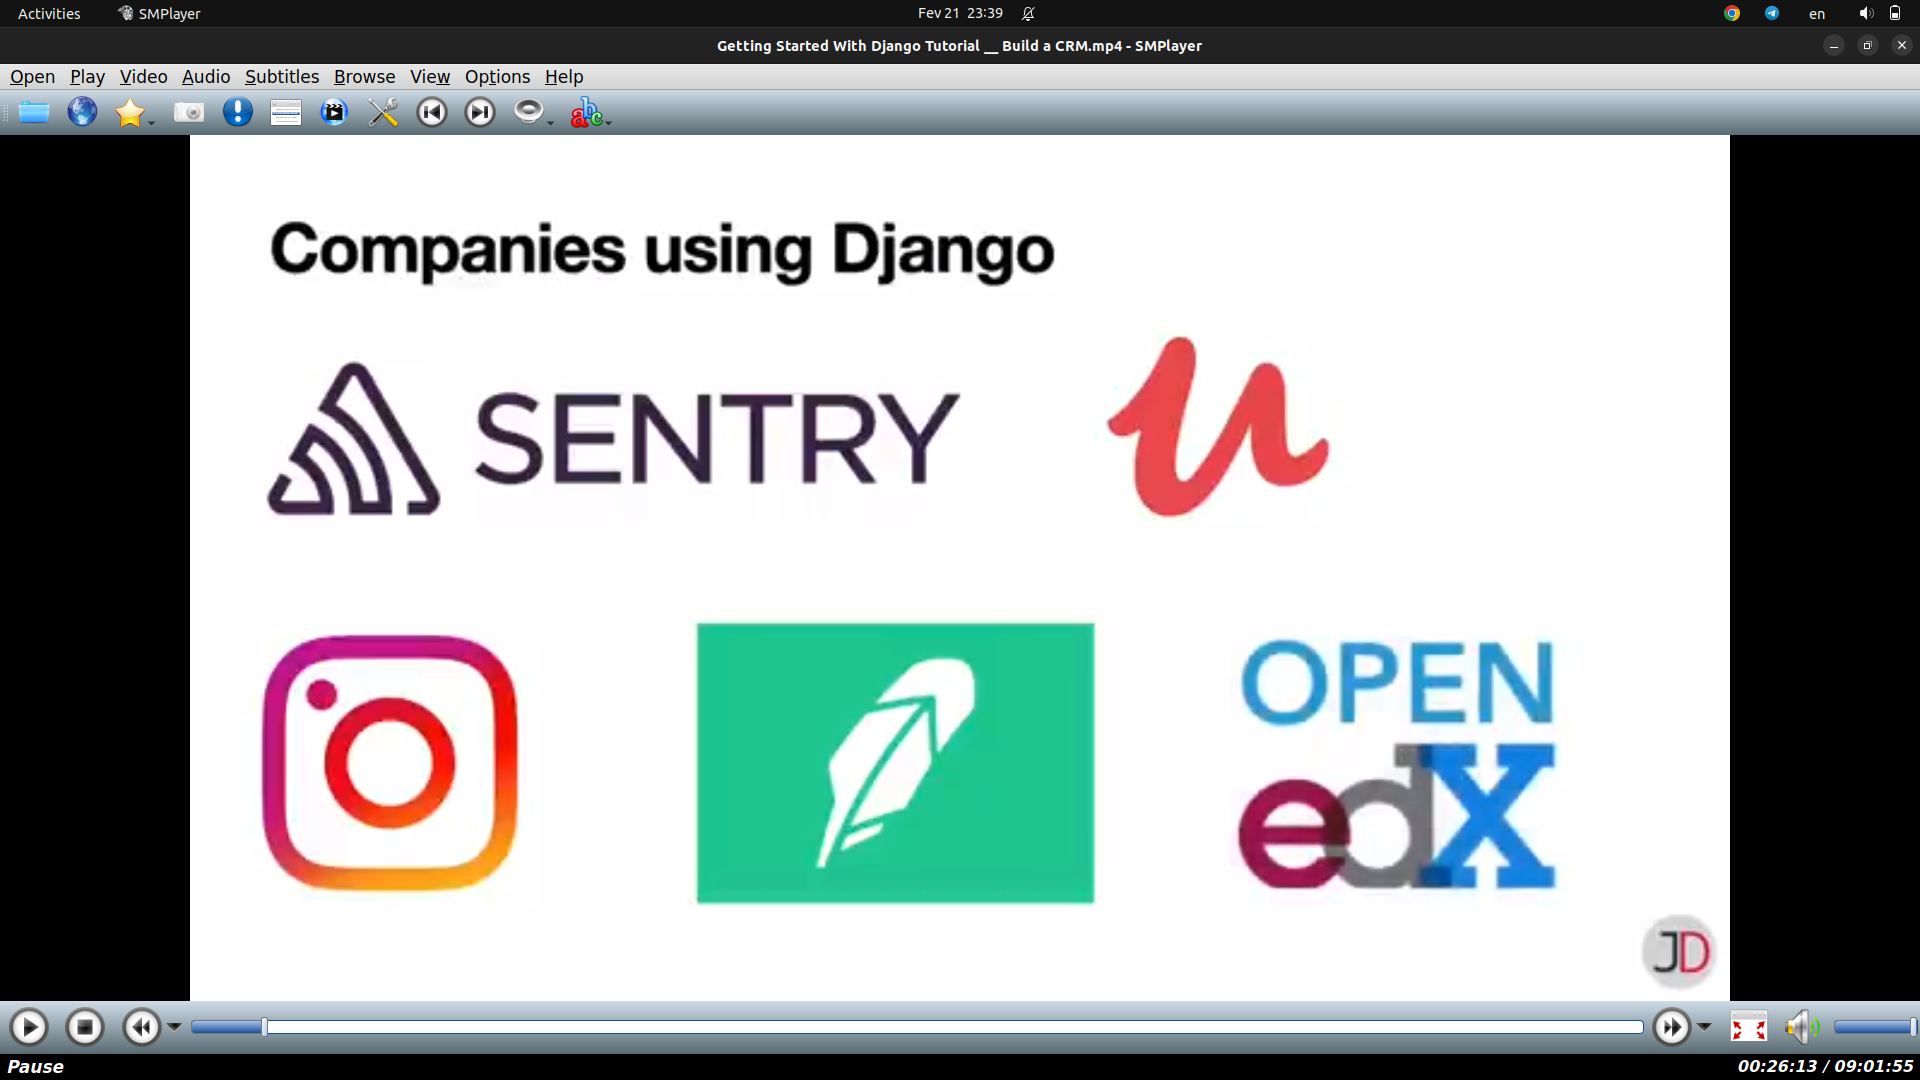 Activities SMPlayer Fev 21 23:39 en
Getting Started With Django Tutorial __ Build a CRM.mp4 - SMPlayer
Open Play Video Audio Subtitles Browse View Options Help
abc
Companies using Django
SENTRY u
OPEN
edX
JD
Pause 00:26:13 / 09:01:55